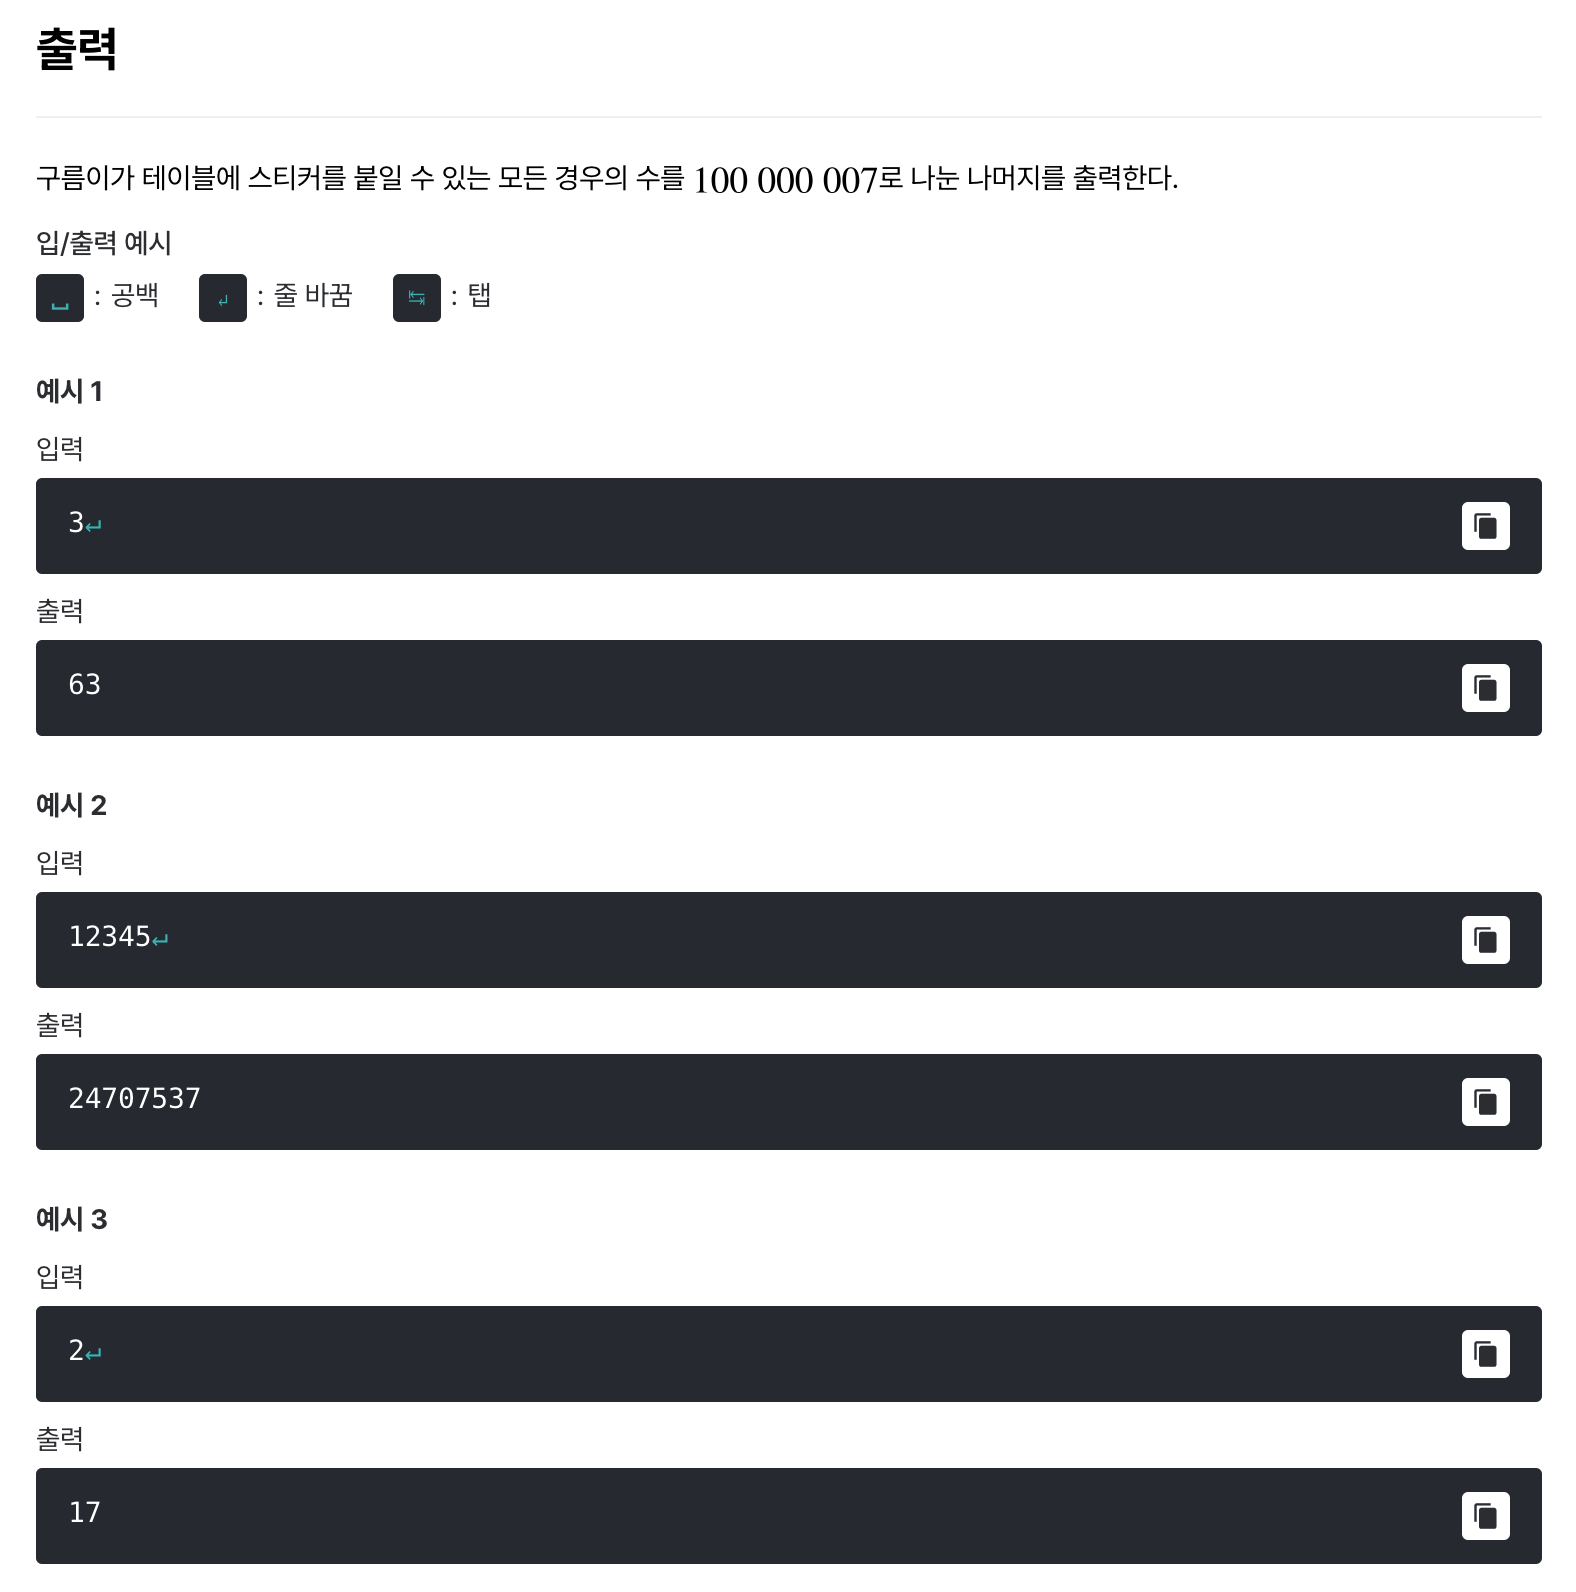 출력
구름이가 테이블에 스티커를 붙일 수 있는 모든 경우의 수를 100 000 007로 나눈 나머지를 출력한다.
입/출력 예시
␣ : 공백 ↵ : 줄 바꿈 ↹ : 탭
예시 1
입력
3↵
출력
63
예시 2
입력
12345↵
출력
24707537
예시 3
입력
2↵
출력
17